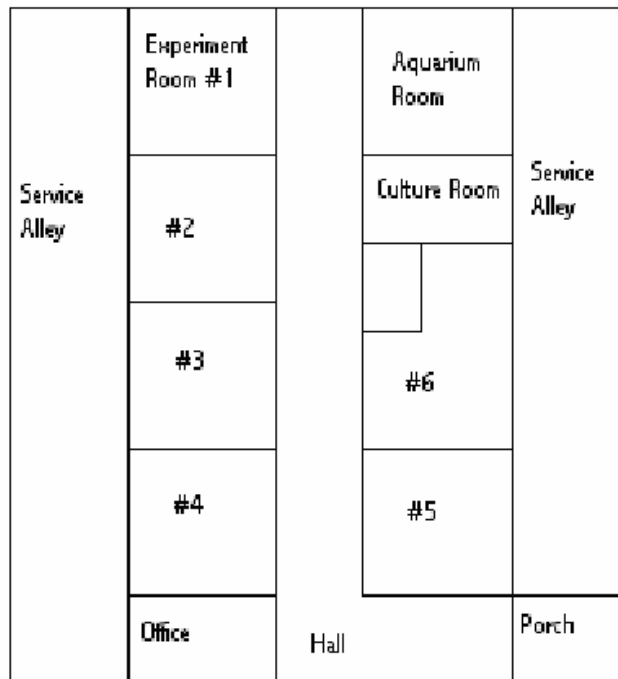 Experiment
Room #1
Aquarium
Room
Service
Alley
#2
Culture Room
Service
Alley
#3
#6
#4
#5
Office
Hall
Porch